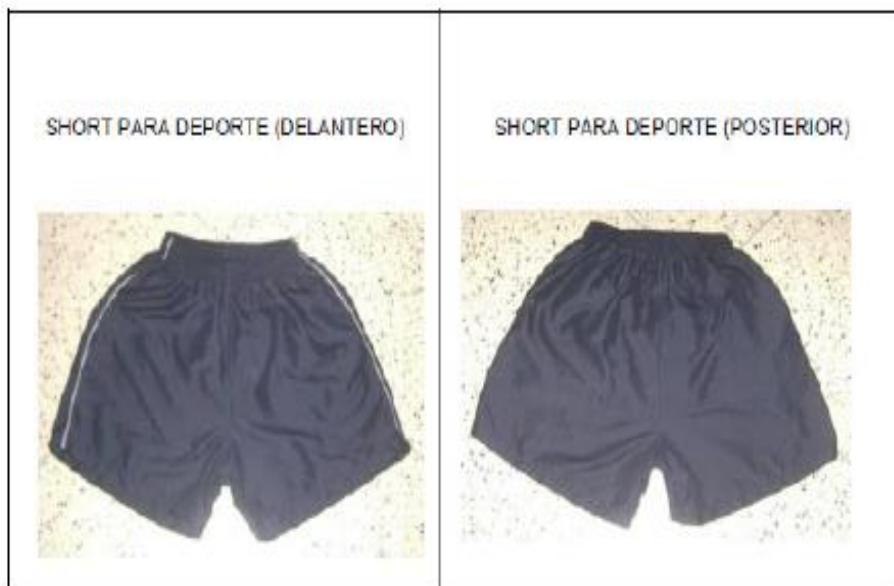 SHORT PARA DEPORTE (DELANTERO)
SHORT PARA DEPORTE (POSTERIOR)